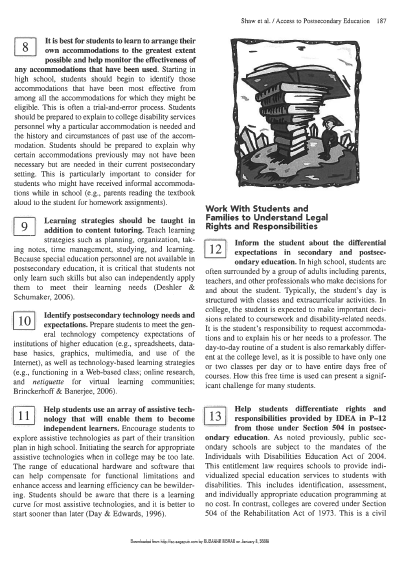 Shaw et al. / Access to Postsecondary Education 187
8
It is best for students to learn to arrange their
own accommodations to the greatest extent
possible and help monitor the effectiveness of
any accommodations that have been used. Starting in
high school, students should begin to identify those
accommodations that have been most effective from
among all the accommodations for which they might be
eligible. This is often a trial-and-error process. Students
should be prepared to explain to college disability services
personnel why a particular accommodation is needed and
the history and circumstances of past use of the accom-
modation. Students should be prepared to explain why
certain accommodations previously may not have been
necessary but are needed in their current postsecondary
setting. This is particularly important to consider for
students who might have received informal accommoda-
tions while in school (e.g., parents reading the textbook
aloud to the student for homework assignments).
9
Learning strategies should be taught in
addition to content tutoring. Teach learning
strategies such as planning, organization, tak-
ing notes, time management, studying, and learning.
Because special education personnel are not available in
postsecondary education, it is critical that students not
only learn such skills but also can independently apply
them to meet their learning needs (Deshler &
Schumaker, 2006).
10
Identify postsecondary technology needs and
expectations. Prepare students to meet the gen-
eral technology competency expectations of
institutions of higher education (e.g., spreadsheets, data-
base basics, graphics, multimedia, and use of the
Internet), as well as technology-based learning strategies
(e.g., functioning in a Web-based class; online research,
and netiquette for virtual learning communities;
Brinckerhoff & Banerjee, 2006).
11
Help students use an array of assistive tech-
nology that will enable them to become
independent learners. Encourage students to
explore assistive technologies as part of their transition
plan in high school. Initiating the search for appropriate
assistive technologies when in college may be too late.
The range of educational hardware and software that
can help compensate for functional limitations and
enhance access and learning efficiency can be bewilder-
ing. Students should be aware that there is a learning
curve for most assistive technologies, and it is better to
start sooner than later (Day & Edwards, 1996).
Work With Students and
Families to Understand Legal
Rights and Responsibilities
12
Inform the student about the differential
expectations in secondary and postsec-
ondary education. In high school, students are
often surrounded by a group of adults including parents,
teachers, and other professionals who make decisions for
and about the student. Typically, the student's day is
structured with classes and extracurricular activities. In
college, the student is expected to make important deci-
sions related to coursework and disability-related needs.
It is the student's responsibility to request accommoda-
tions and to explain his or her needs to a professor. The
day-to-day routine of a student is also remarkably differ-
ent at the college level, as it is possible to have only one
or two classes per day or to have entire days free of
courses. How this free time is used can present a signif-
icant challenge for many students.
13
Help students differentiate rights and
responsibilities provided by IDEA in P–12
from those under Section 504 in postsec-
ondary education. As noted previously, public sec-
ondary schools are subject to the mandates of the
Individuals with Disabilities Education Act of 2004.
This entitlement law requires schools to provide indi-
vidualized special education services to students with
disabilities. This includes identification, assessment,
and individually appropriate education programming at
no cost. In contrast, colleges are covered under Section
504 of the Rehabilitation Act of 1973. This is a civil
Downloaded from http://isc.sagepub.com by on January 5, 2009